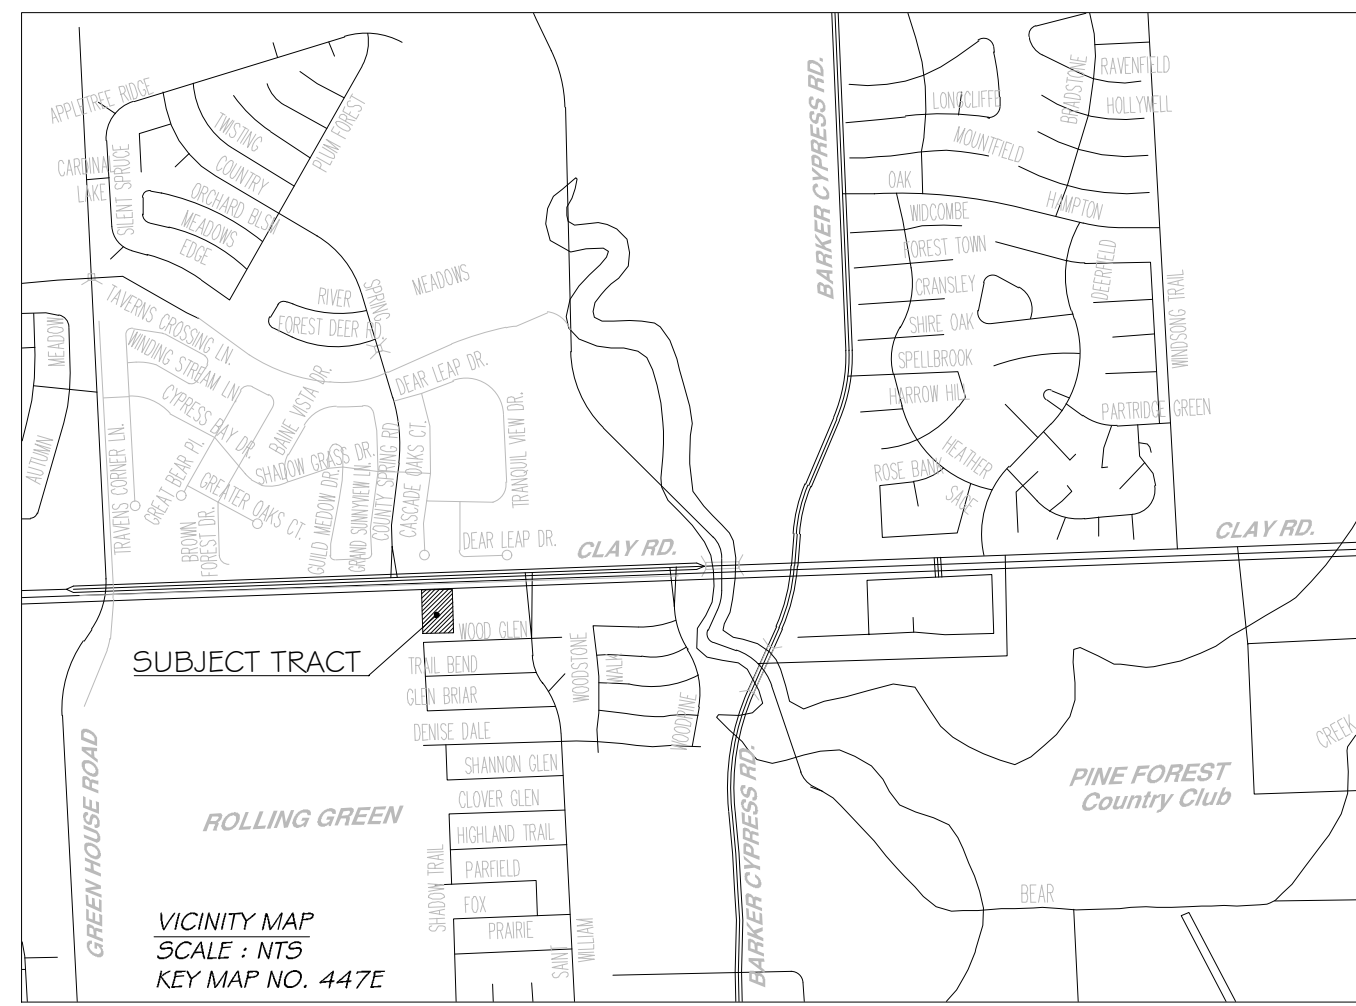 APPLETREE RIDGE
CARDINAL
LAKE
SILENT SPRUCE
TWISTING
COUNTRY
PLUM FOREST
ORCHARD BLSM
MEADOWS
EDGE
RIVER
FOREST DEER RD.
SPRING
MEADOWS
BARKER CYPRESS RD.
LONGCLIFFE
BRADSTONE
RAVENFIELD
HOLLYWELL
MOUNTFIELD
OAK
HAMPTON
WIDCOMBE
FOREST TOWN
DEERFIELD
CRANSLEY
SHIRE OAK
WINDSONG TRAIL
SPELLBROOK
HARROW HILL
PARTRIDGE GREEN
HEATHER
SAGE
ROSE BANK
MEADOW
AUTUMN
TAVERNS CROSSING LN.
WINDING STREAM LN
CYPRESS BAY DR.
BAINE VISTA DR.
DEAR LEAP DR.
TRAVENS CORNER LN.
GREAT BEAR Pl.
SHADOW GRASS DR.
GREATER OAKS CT.
BROWN
FOREST DR.
GUILD MEDOW DR.
GRAND SUNNYVIEW LN.
COUNTY SPRING RD
CASCADE OAKS CT.
TRANQUIL VIEW DR.
DEAR LEAP DR.
CLAY RD.
CLAY RD.
SUBJECT TRACT
WOOD GLEN
TRAIL BEND
GLEN BRIAR
DENISE DALE
WOODSTONE
WALK
WOODPINE
SHANNON GLEN
CLOVER GLEN
HIGHLAND TRAIL
PARFIELD
FOX
PRAIRIE
SHADOW TRAIL
SAINT
WILLIAM
GREEN HOUSE ROAD
ROLLING GREEN
BARKER CYPRESS RD.
PINE FOREST
Country Club
CREEK
BEAR
VICINITY MAP
SCALE : NTS
KEY MAP NO. 447E